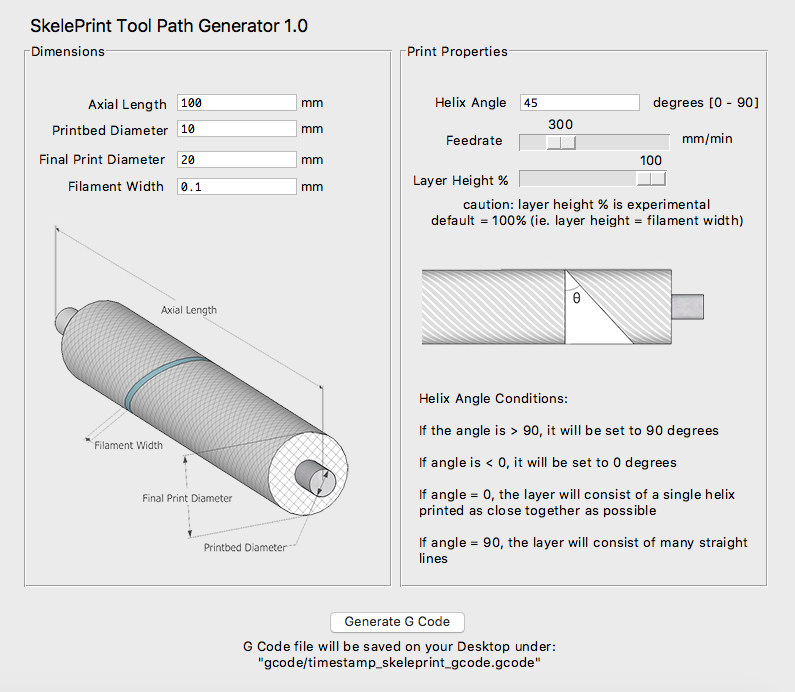 SkelePrint Tool Path Generator 1.0
Dimensions
Axial Length 100 mm
Printbed Diameter 10 mm
Final Print Diameter 20 mm
Filament Width 0.1 mm
Axial Length
Filament Width
Final Print Diameter
Printbed Diameter
Print Properties
Helix Angle 45 degrees [0 - 90]
300
Feedrate mm/min
100
Layer Height %
caution: layer height % is experimental
default = 100% (ie. layer height = filament width)
θ
Helix Angle Conditions:
If the angle is > 90, it will be set to 90 degrees
If angle is < 0, it will be set to 0 degrees
If angle = 0, the layer will consist of a single helix
printed as close together as possible
If angle = 90, the layer will consist of many straight
lines
Generate G Code
G Code file will be saved on your Desktop under:
"gcode/timestamp_skeleprint_gcode.gcode"